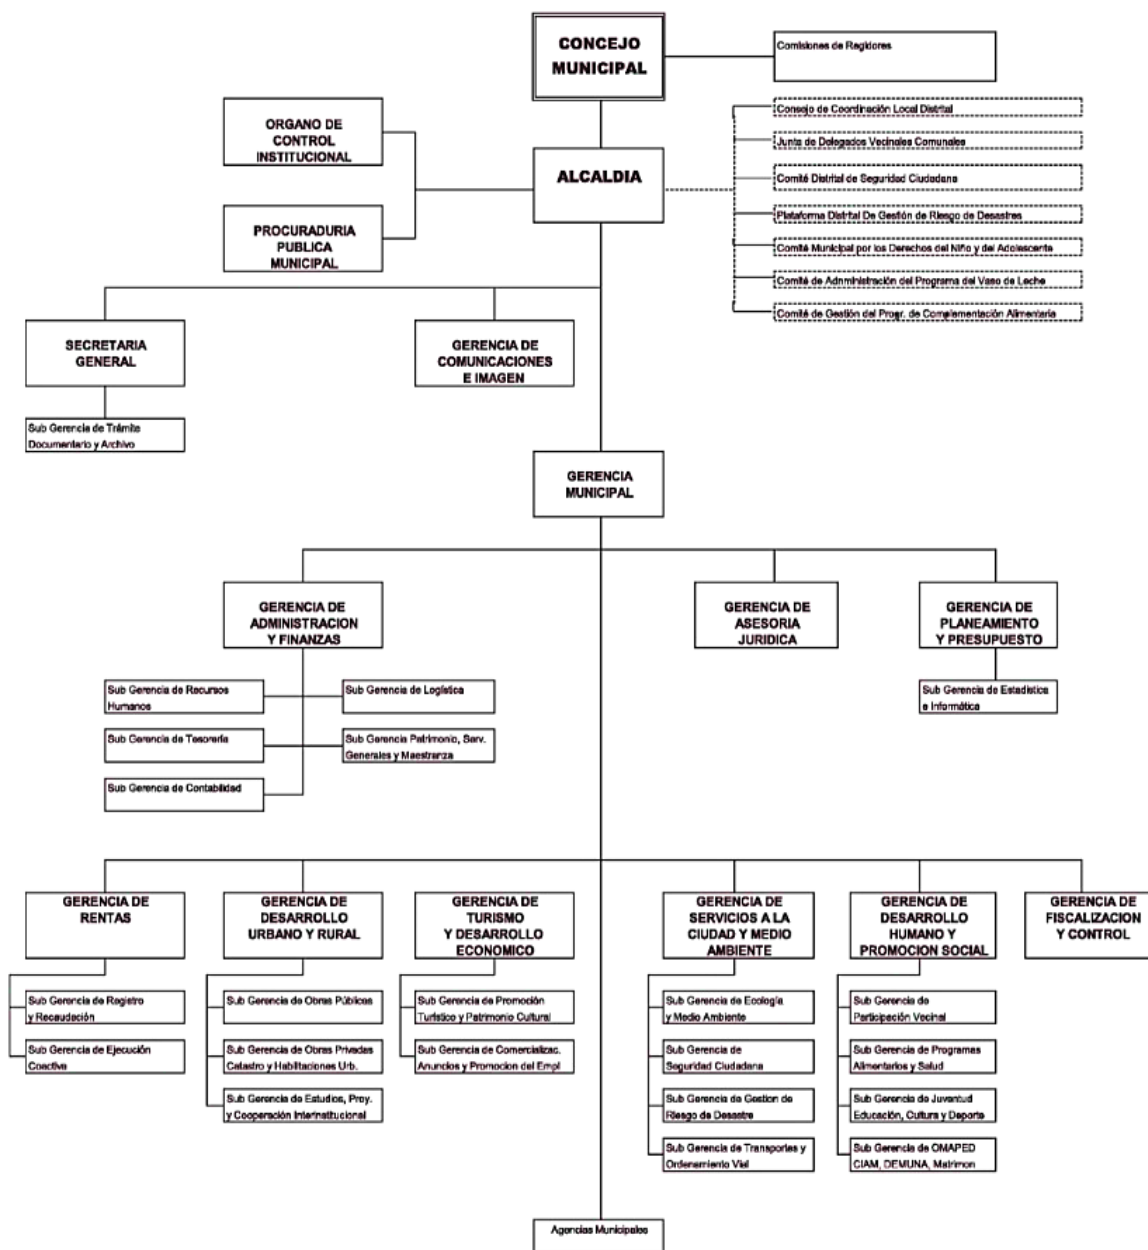 CONCEJO
MUNICIPAL
Comisiones de Regidores
ORGANO DE
CONTROL
INSTITUCIONAL
ALCALDIA
PROCURADURIA
PUBLICA
MUNICIPAL
Consejo de Coordinación Local Distrital
Junta de Delegados Vecinales Comunales
Comité Distrital de Seguridad Ciudadana
Plataforma Distrital De Gestión de Riesgo de Desastres
Comité Municipal por los Derechos del Niño y del Adolescente
Comité de Adnministración del Programa del Vaso de Leche
Comité de Gestión del Progr. de Complementación Alimentaria
SECRETARIA
GENERAL
GERENCIA DE
COMUNICACIONES
E IMAGEN
Sub Gerencia de Trámite
Documentario y Archivo
GERENCIA
MUNICIPAL
GERENCIA DE
ADMINISTRACION
Y FINANZAS
GERENCIA DE
ASESORIA
JURIDICA
GERENCIA DE
PLANEAMIENTO
Y PRESUPUESTO
Sub Gerencia de Recursos
Humanos
Sub Gerencia de Logística
Sub Gerencia de Estadística
e Informática
Sub Gerencia de Tesorería
Sub Gerencia Patrimonio, Serv.
Generales y Maestranza
Sub Gerencia de Contabilidad
GERENCIA DE
RENTAS
GERENCIA DE
DESARROLLO
URBANO Y RURAL
GERENCIA DE
TURISMO
Y DESARROLLO
ECONOMICO
GERENCIA DE
SERVICIOS A LA
CIUDAD Y MEDIO
AMBIENTE
GERENCIA DE
DESARROLLO
HUMANO Y
PROMOCION SOCIAL
GERENCIA DE
FISCALIZACION
Y CONTROL
Sub Gerencia de Registro
y Recaudación
Sub Gerencia de Ejecución
Coactiva
Sub Gerencia de Obras Públicas
Sub Gerencia de Obras Privadas
Catastro y Habilitaciones Urb.
Sub Gerencia de Estudios, Proy.
y Cooperación Interinstitucional
Sub Gerencia de Promoción
Turístico y Patrimonio Cultural
Sub Gerencia de Comercializac.
Anuncios y Promocion del Empl
Sub Gerencia de Ecología
y Medio Ambiente
Sub Gerencia de
Seguridad Ciudadana
Sub Gerencia de Gestion de
Riesgo de Desastre
Sub Gerencia de Transportes y
Ordenamiento Vial
Sub Gerencia de
Participación Vecinal
Sub Gerencia de Programas
Alimentarios y Salud
Sub Gerencia de Juventud
Educación, Cultura y Deporte
Sub Gerencia de OMAPED
CIAM, DEMUNA, Matrimon
Agencias Municipales